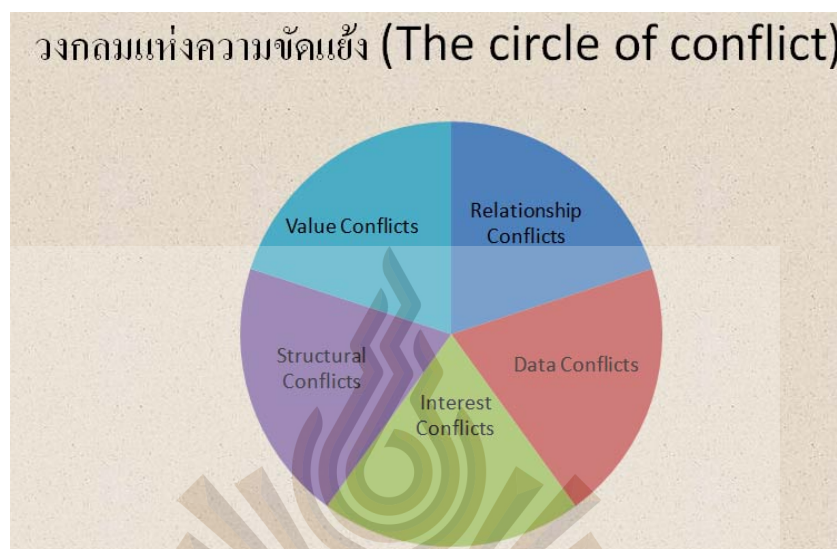 วงกลมแห่งความขัดแย้ง (The circle of conflict)
Value Conflicts
Relationship
Conflicts
Structural
Conflicts
Data Conflicts
Interest
Conflicts